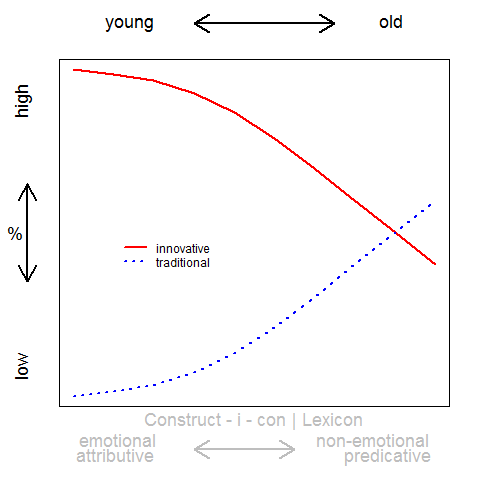 young old
high
%
low
innovative
traditional
Construct - i - con | Lexicon
emotional non-emotional
attributive predicative